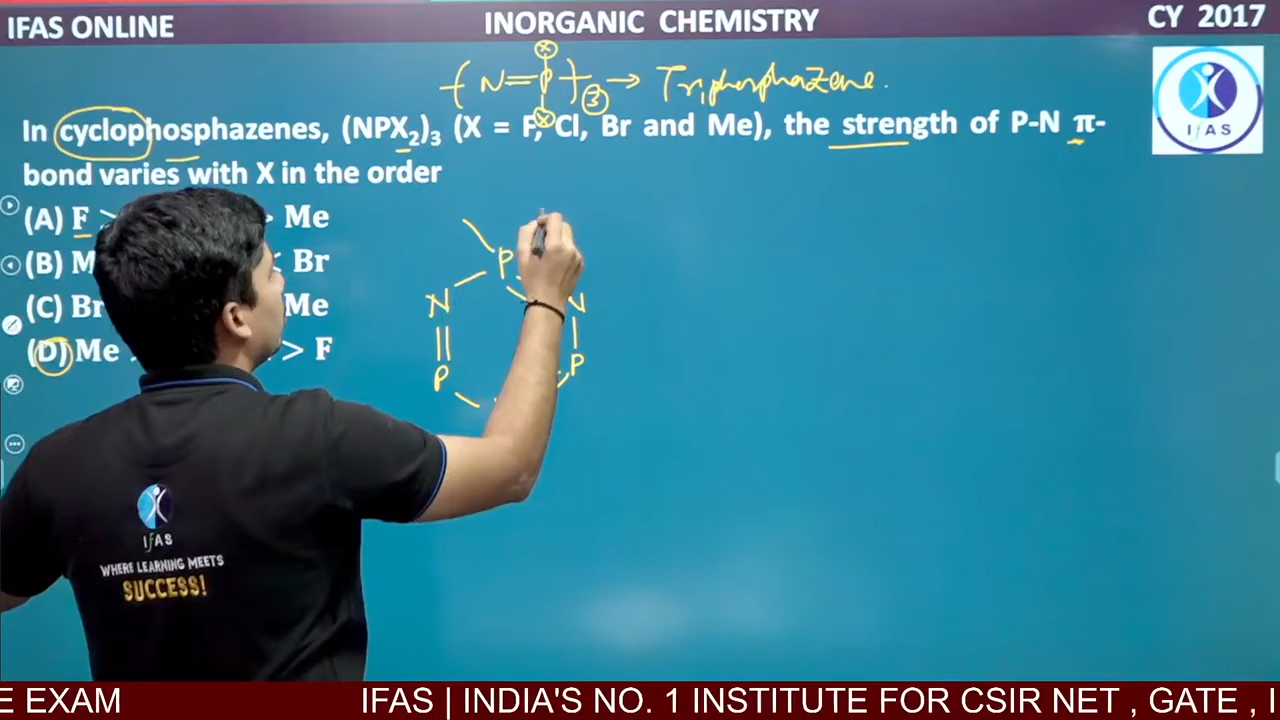 IFAS ONLINE
INORGANIC CHEMISTRY
CY 2017
( N=P )3 → Triphosphazene.
X
X
In cyclophosphazenes, (NPX2)3 (X = F, Cl, Br and Me), the strength of P-N π-
bond varies with X in the order
(A) F > > Me
(B) M < Br
(C) Br Me
(D) Me > F
IFAS
P
N
N
P
P
IFAS
WHERE LEARNING MEETS
SUCCESS!
E EXAM
IFAS | INDIA'S NO. 1 INSTITUTE FOR CSIR NET , GATE , I